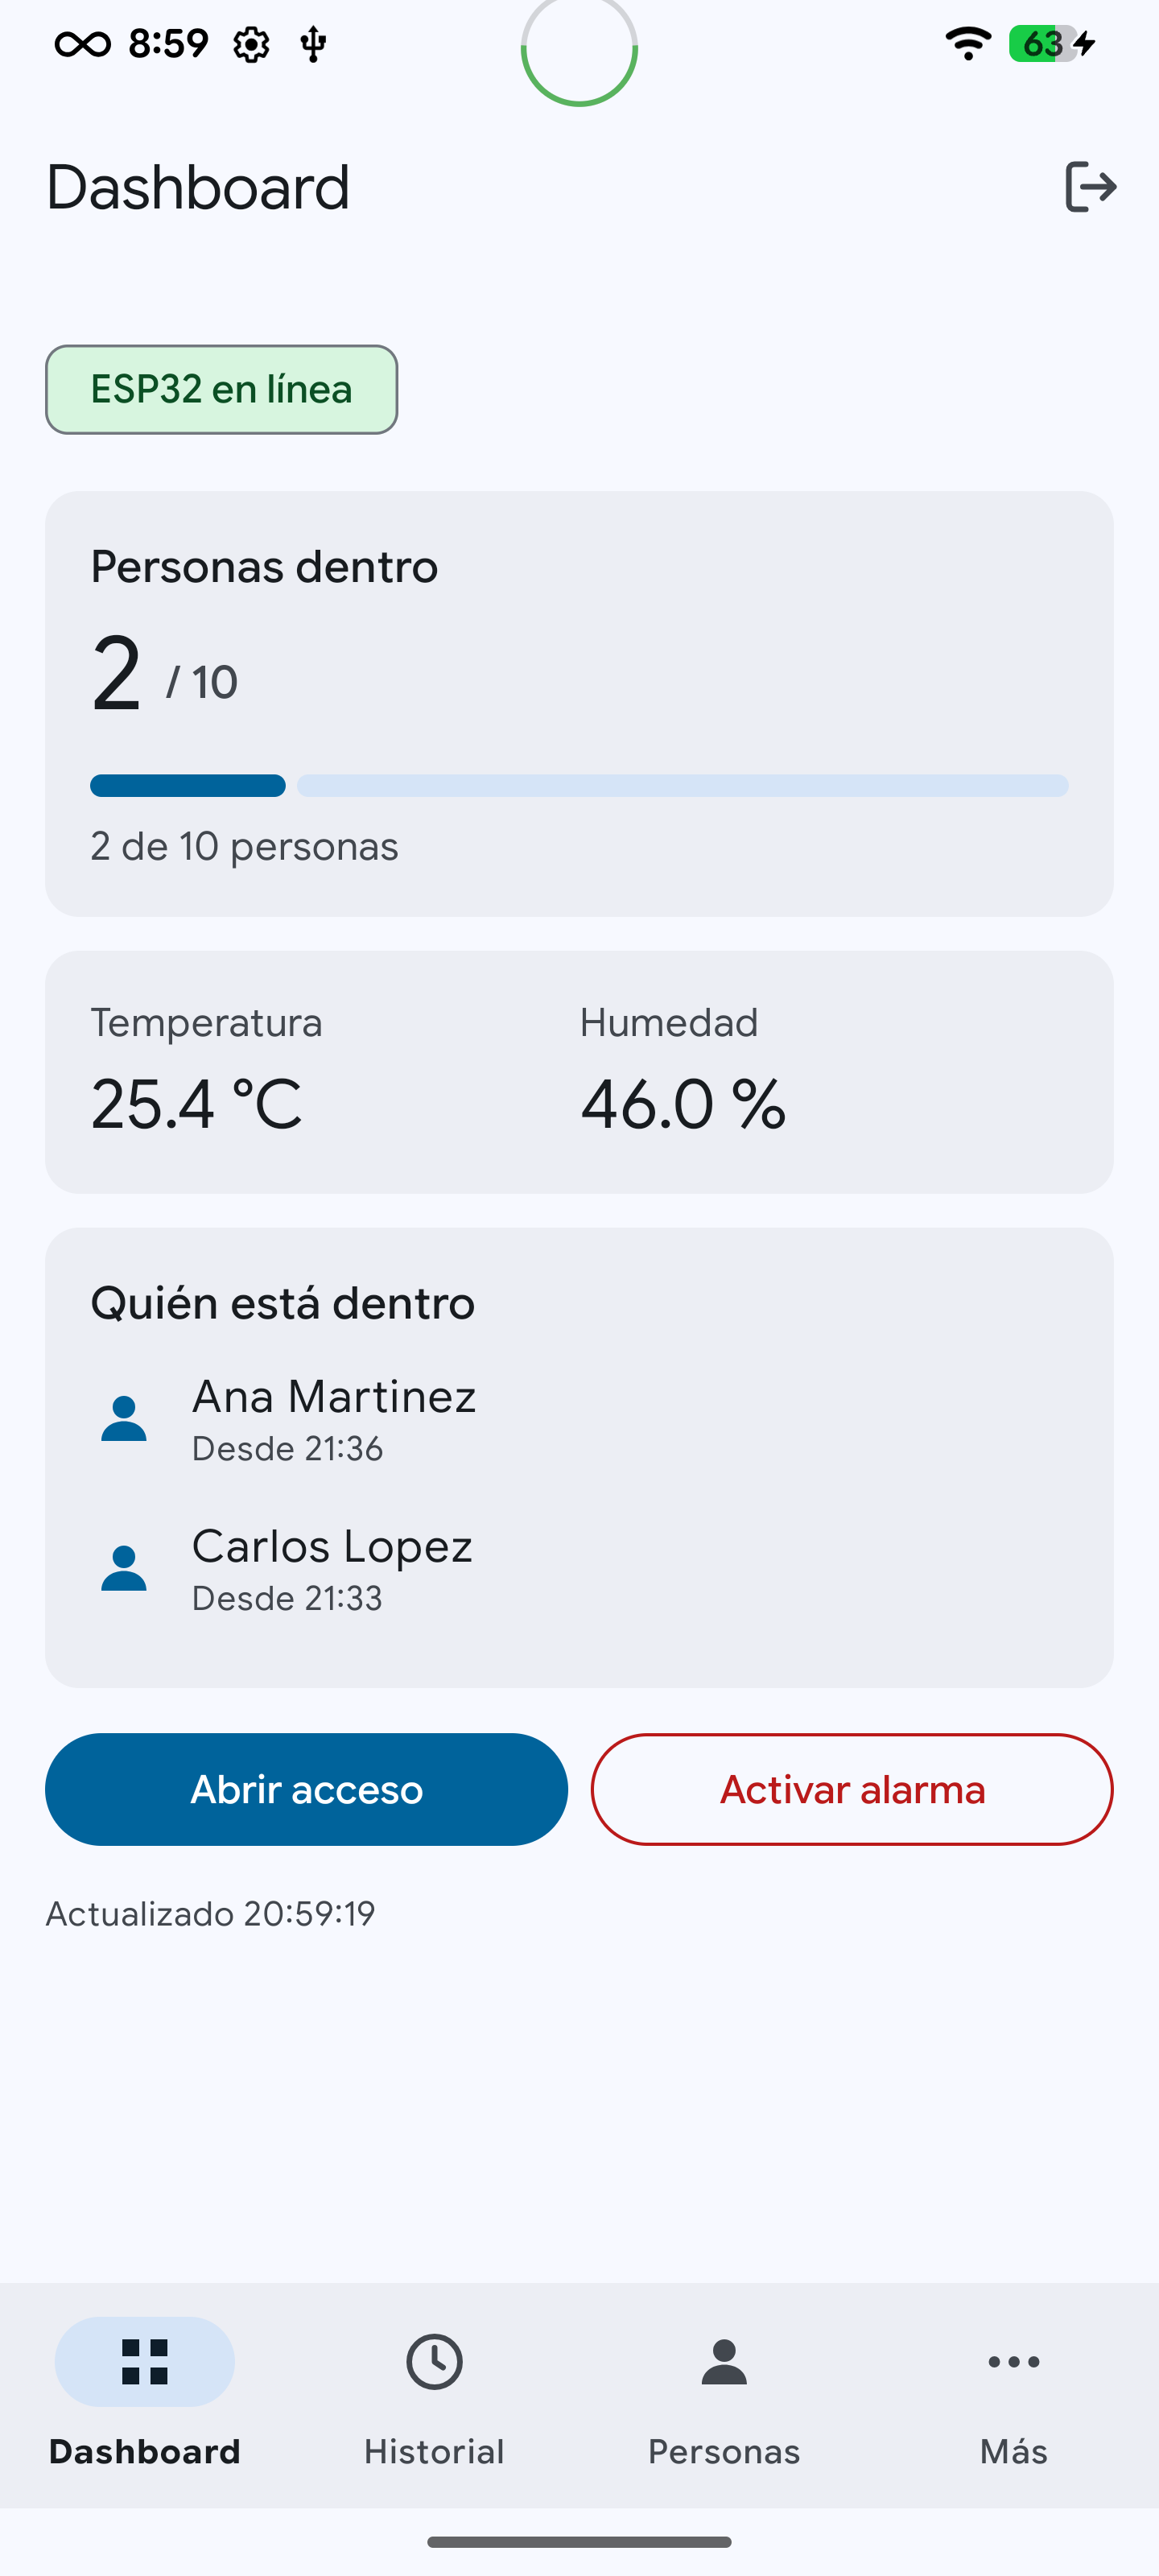 8:59
63
Dashboard
ESP32 en línea
Personas dentro
2 / 10
2 de 10 personas
Temperatura
Humedad
25.4 °C
46.0 %
Quién está dentro
Ana Martinez
Desde 21:36
Carlos Lopez
Desde 21:33
Abrir acceso
Activar alarma
Actualizado 20:59:19
Dashboard
Historial
Personas
Más